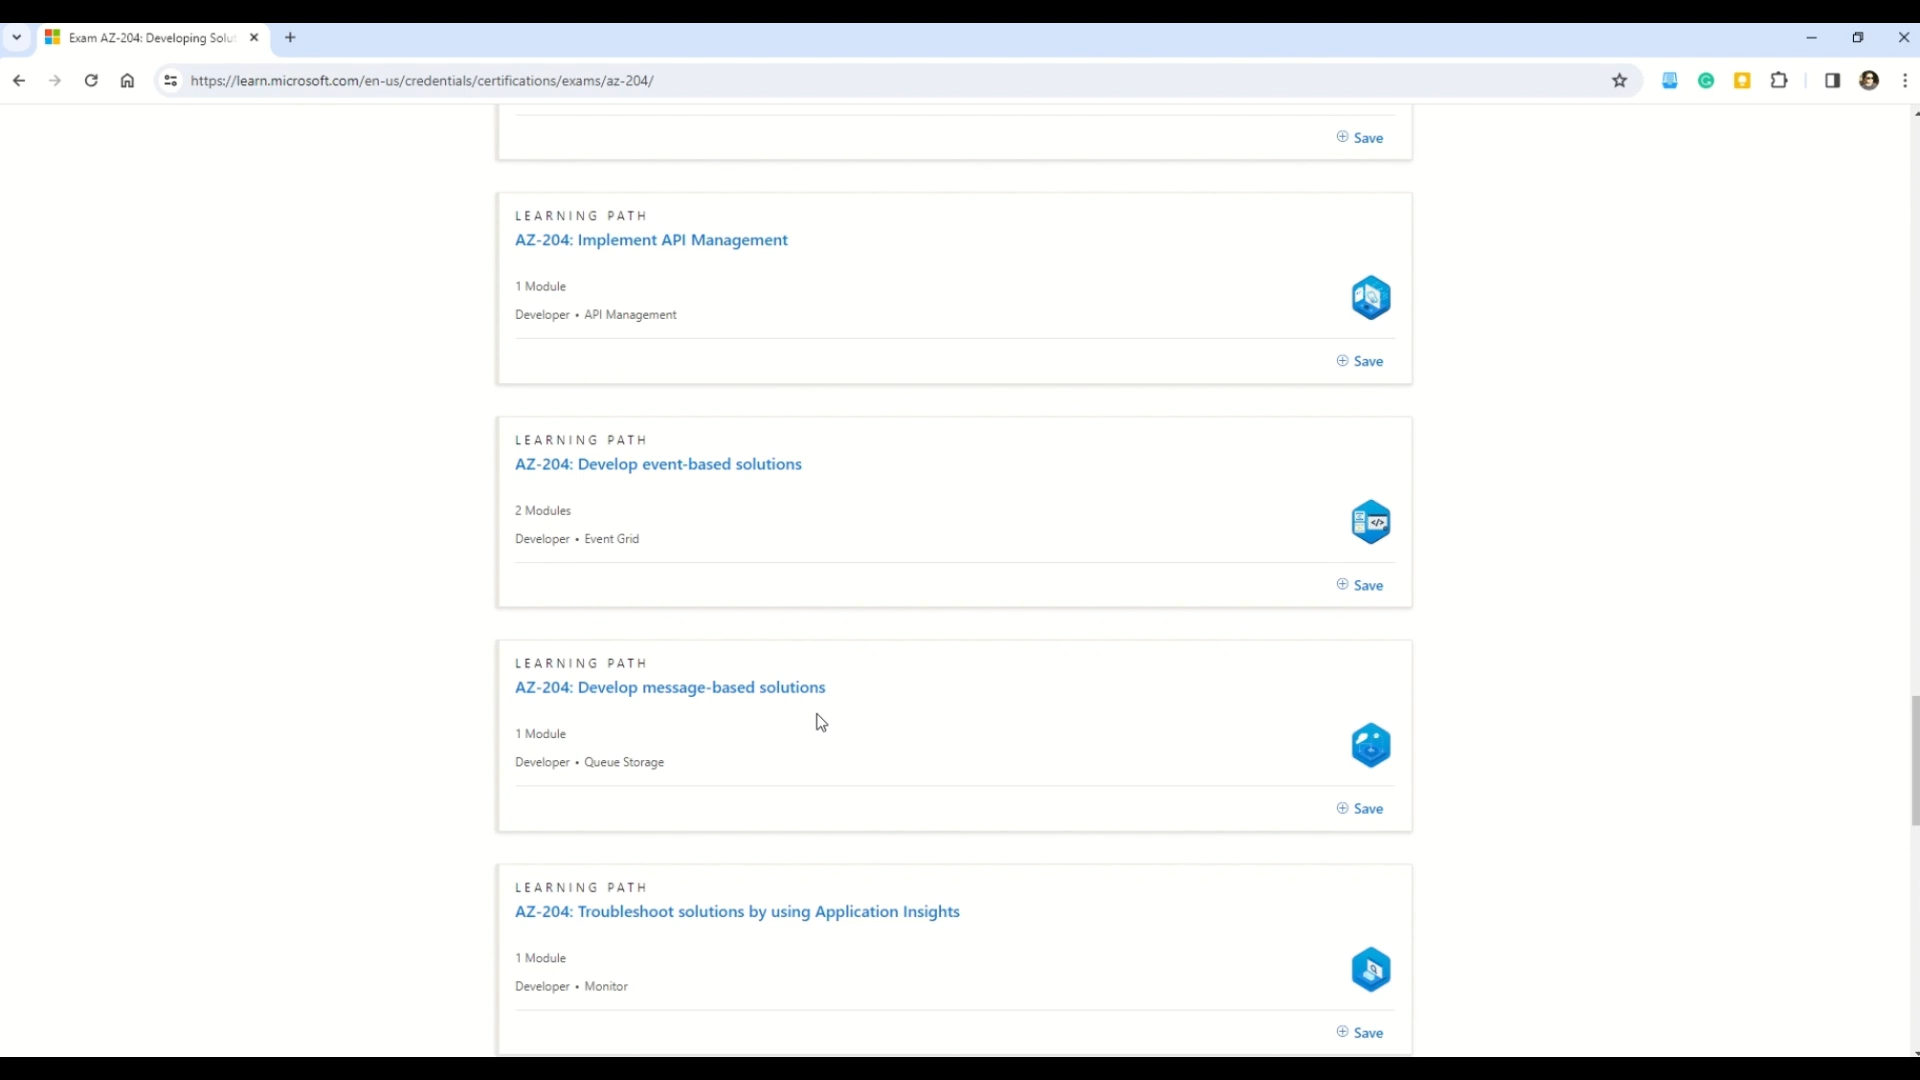 Exam AZ-204: Developing Solut
https://learn.microsoft.com/en-us/credentials/certifications/exams/az-204/
Save
LEARNING PATH
AZ-204: Implement API Management
1 Module
Developer • API Management
Save
LEARNING PATH
AZ-204: Develop event-based solutions
2 Modules
Developer • Event Grid
Save
LEARNING PATH
AZ-204: Develop message-based solutions
1 Module
Developer • Queue Storage
Save
LEARNING PATH
AZ-204: Troubleshoot solutions by using Application Insights
1 Module
Developer • Monitor
Save